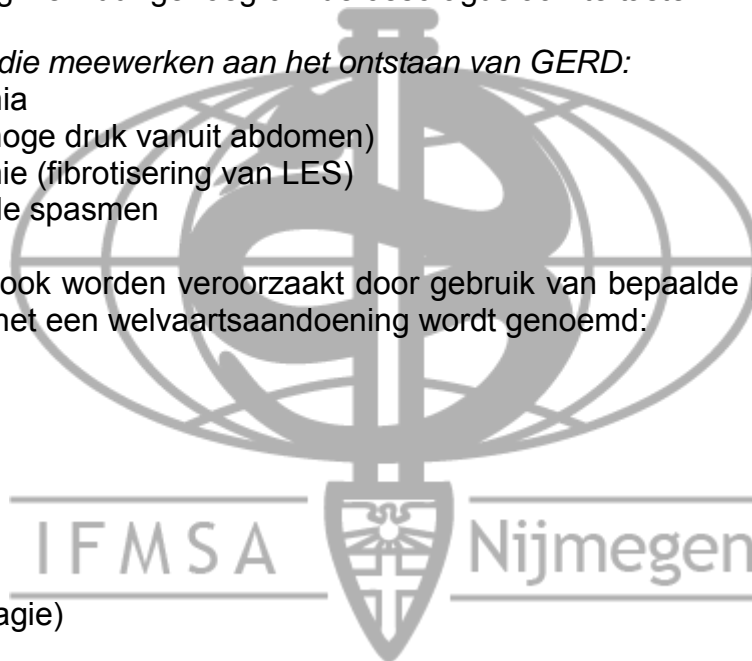 die meewerken aan het ontstaan van GERD:
nia
hoge druk vanuit abdomen)
nie (fibrotisering van LES)
le spasmen
ook worden veroorzaakt door gebruik van bepaalde
het een welvaartsaandoening wordt genoemd:
IFMSA Nijmegen
agie)